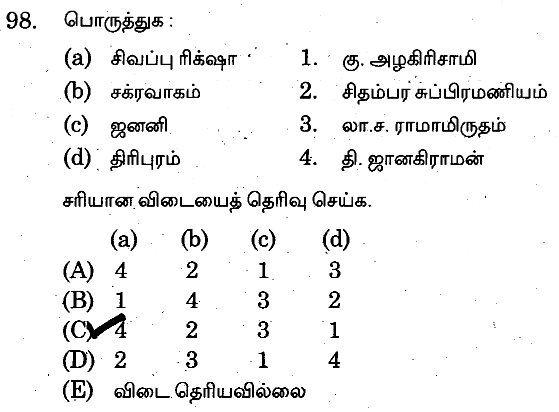 98. பொருத்துக :
(a) சிவப்பு ரிக்‌ஷா 1. கு. அழகிரிசாமி
(b) சக்ரவாகம் 2. சிதம்பர சுப்பிரமணியம்
(c) ஜனனி 3. லா.ச. ராமாமிருதம்
(d) திரிபுரம் 4. தி. ஜானகிராமன்
சரியான விடையைத் தெரிவு செய்க.
(a) (b) (c) (d)
(A) 4 2 1 3
(B) 1 4 3 2
(C) 4 2 3 1
(D) 2 3 1 4
(E) விடை தெரியவில்லை